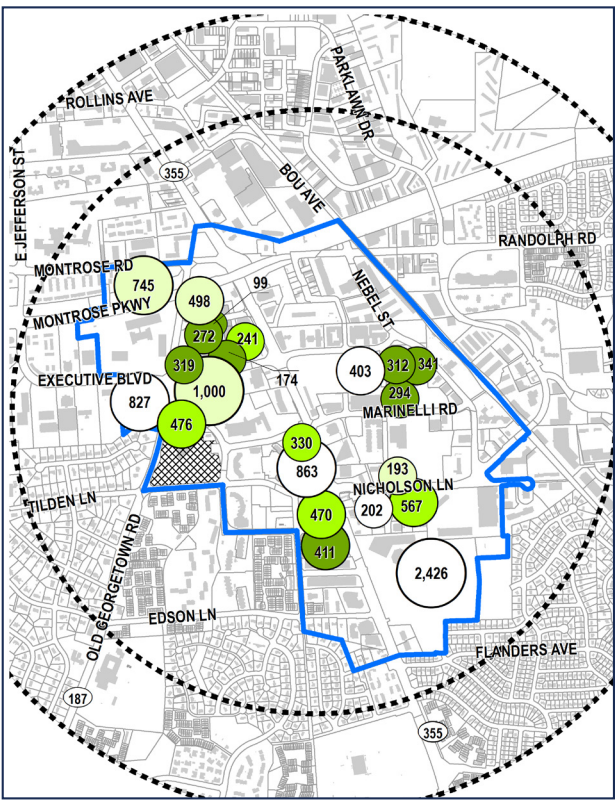 ROLLINS AVE
PARKLAWN DR
E JEFFERSON ST
355
BOU AVE
RANDOLPH RD
MONTROSE RD
745
99
NEBEL ST
498
MONTROSE PKWY
272
241
319
403
312
341
EXECUTIVE BLVD
174
1,000
294
827
MARINELLI RD
476
330
863
193
NICHOLSON LN
TILDEN LN
202
567
470
411
OLD GEORGETOWN RD
2,426
EDSON LN
FLANDERS AVE
187
355